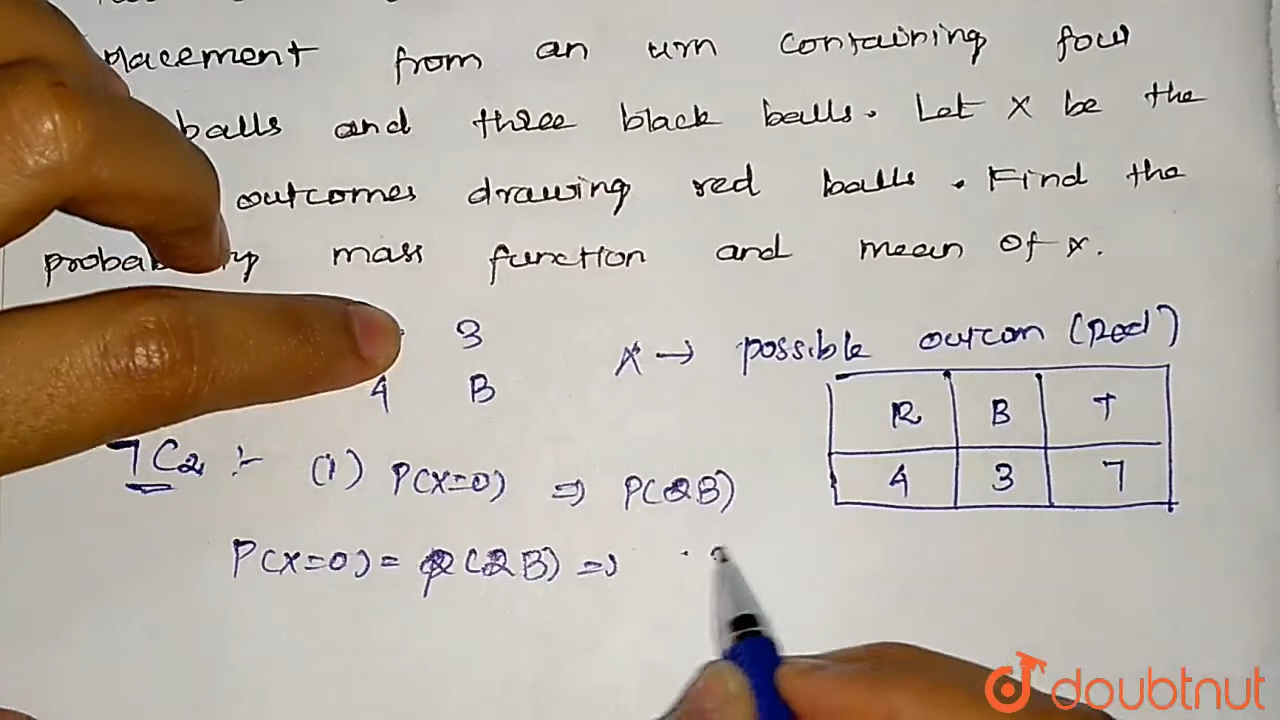 placement from an urn containing four
balls and three black balls. Let X be the
outcomes drawing red balls. Find the
probability mass function and mean of x.
3
4 B
X → possible outcom (Red)
R B T
4 3 7
7C2 :- (1) P(X=0) => P(2B)
P(X=0) = P(2B) =>
doubtnut